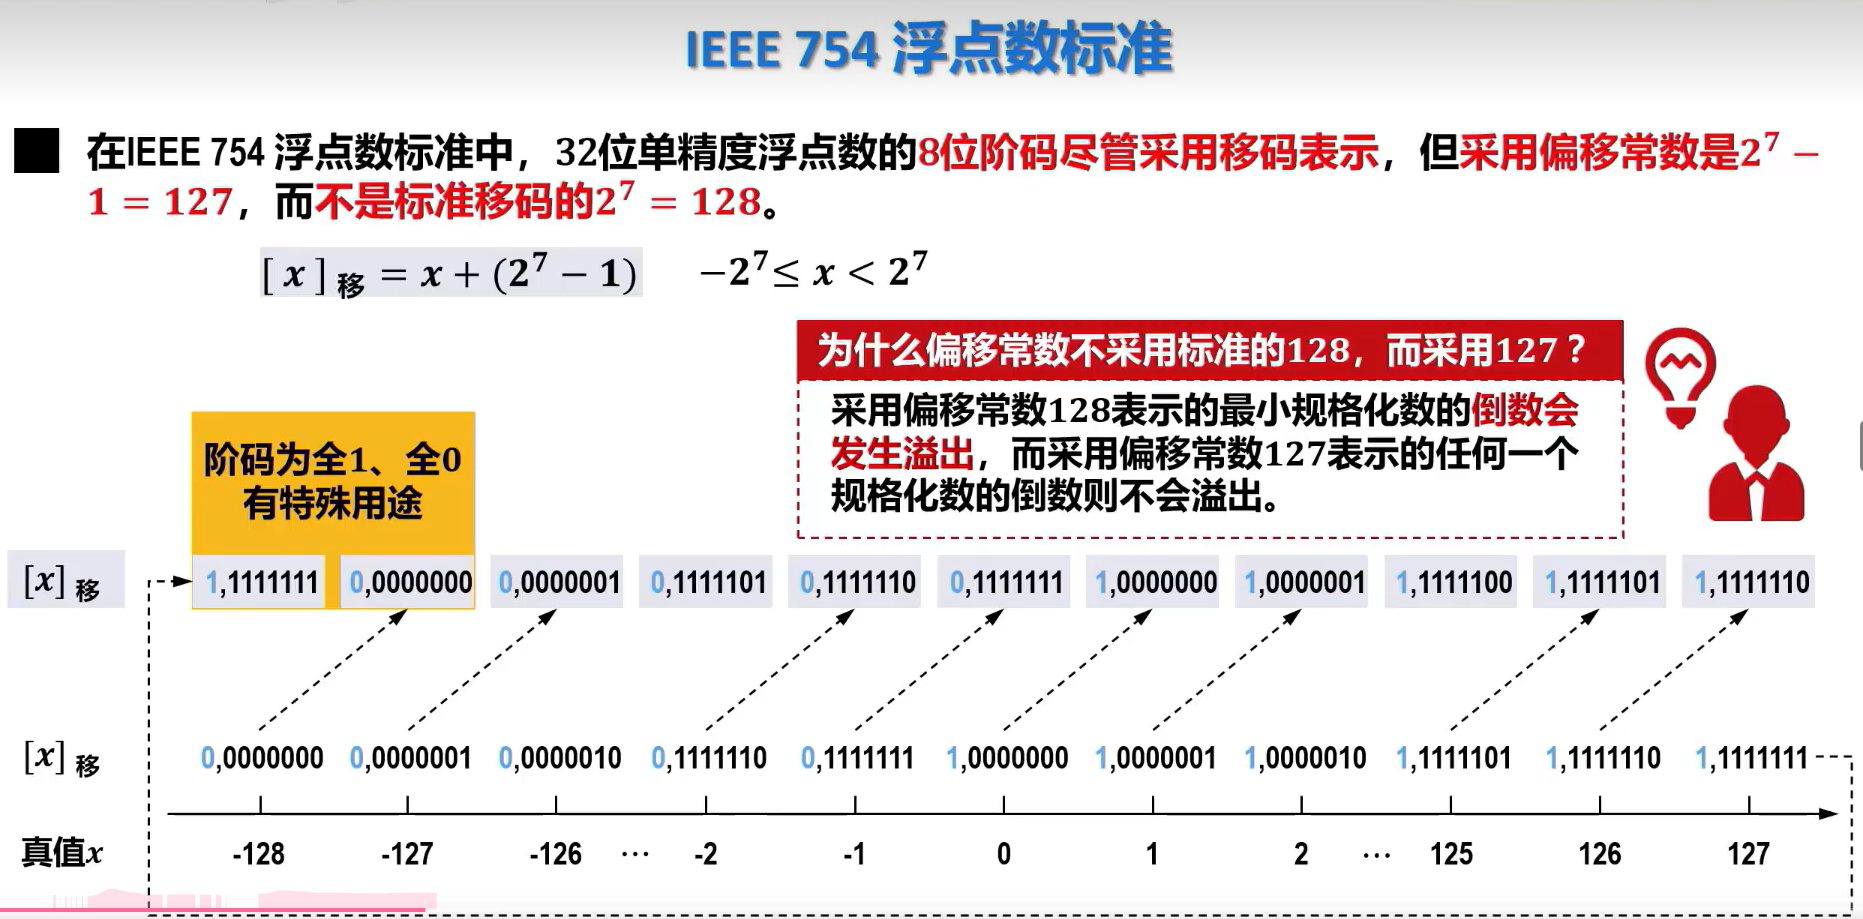 IEEE 754 浮点数标准
在IEEE 754 浮点数标准中，32位单精度浮点数的8位阶码尽管采用移码表示，但采用偏移常数是2⁷ −
1 = 127，而不是标准移码的2⁷ = 128。
[ x ]移 = x + (2⁷ − 1) −2⁷≤ x < 2⁷
为什么偏移常数不采用标准的128，而采用127？
采用偏移常数128表示的最小规格化数的倒数会
发生溢出，而采用偏移常数127表示的任何一个
规格化数的倒数则不会溢出。
阶码为全1、全0
有特殊用途
[x]移 1,1111111 0,0000000 0,0000001 0,1111101 0,1111110 0,1111111 1,0000000 1,0000001 1,1111100 1,1111101 1,1111110
[x]移 0,0000000 0,0000001 0,0000010 0,1111110 0,1111111 1,0000000 1,0000001 1,0000010 1,1111101 1,1111110 1,1111111
真值x -128 -127 -126 ··· -2 -1 0 1 2 ··· 125 126 127